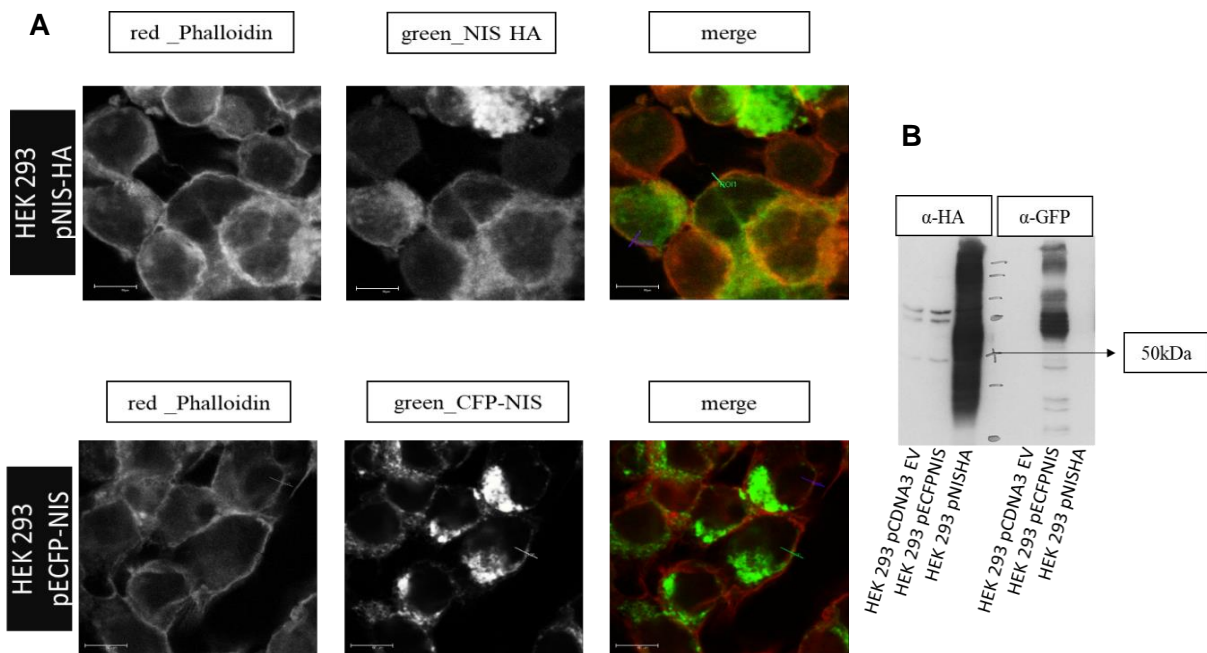 A
red _Phalloidin
green_NIS HA
merge
HEK 293
pNIS-HA
ROI1
red _Phalloidin
green_CFP-NIS
merge
HEK 293
pECFP-NIS
B
α-HA
α-GFP
50kDa
HEK 293 pCDNA3 EV
HEK 293 pECFPNIS
HEK 293 pNISHA
HEK 293 pCDNA3 EV
HEK 293 pECFPNIS
HEK 293 pNISHA